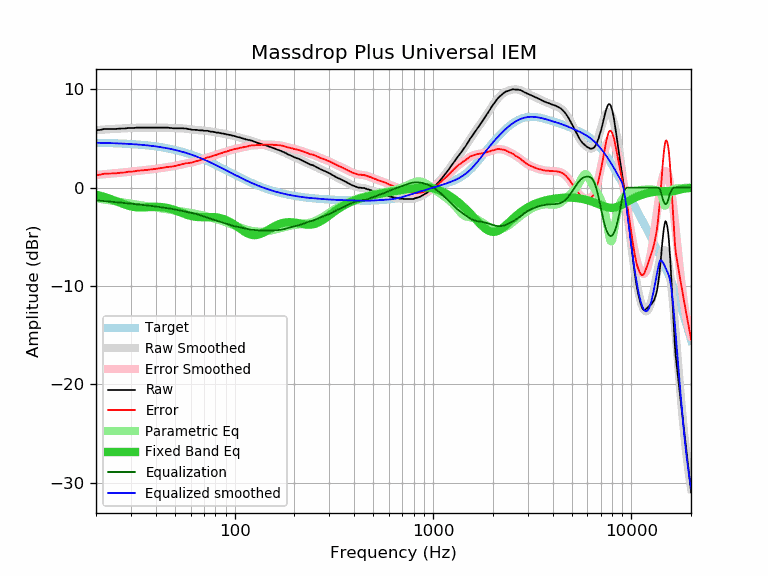 Massdrop Plus Universal IEM
10
0
−10
−20
−30
Amplitude (dBr)
Target
Raw Smoothed
Error Smoothed
Raw
Error
Parametric Eq
Fixed Band Eq
Equalization
Equalized smoothed
100 1000 10000
Frequency (Hz)